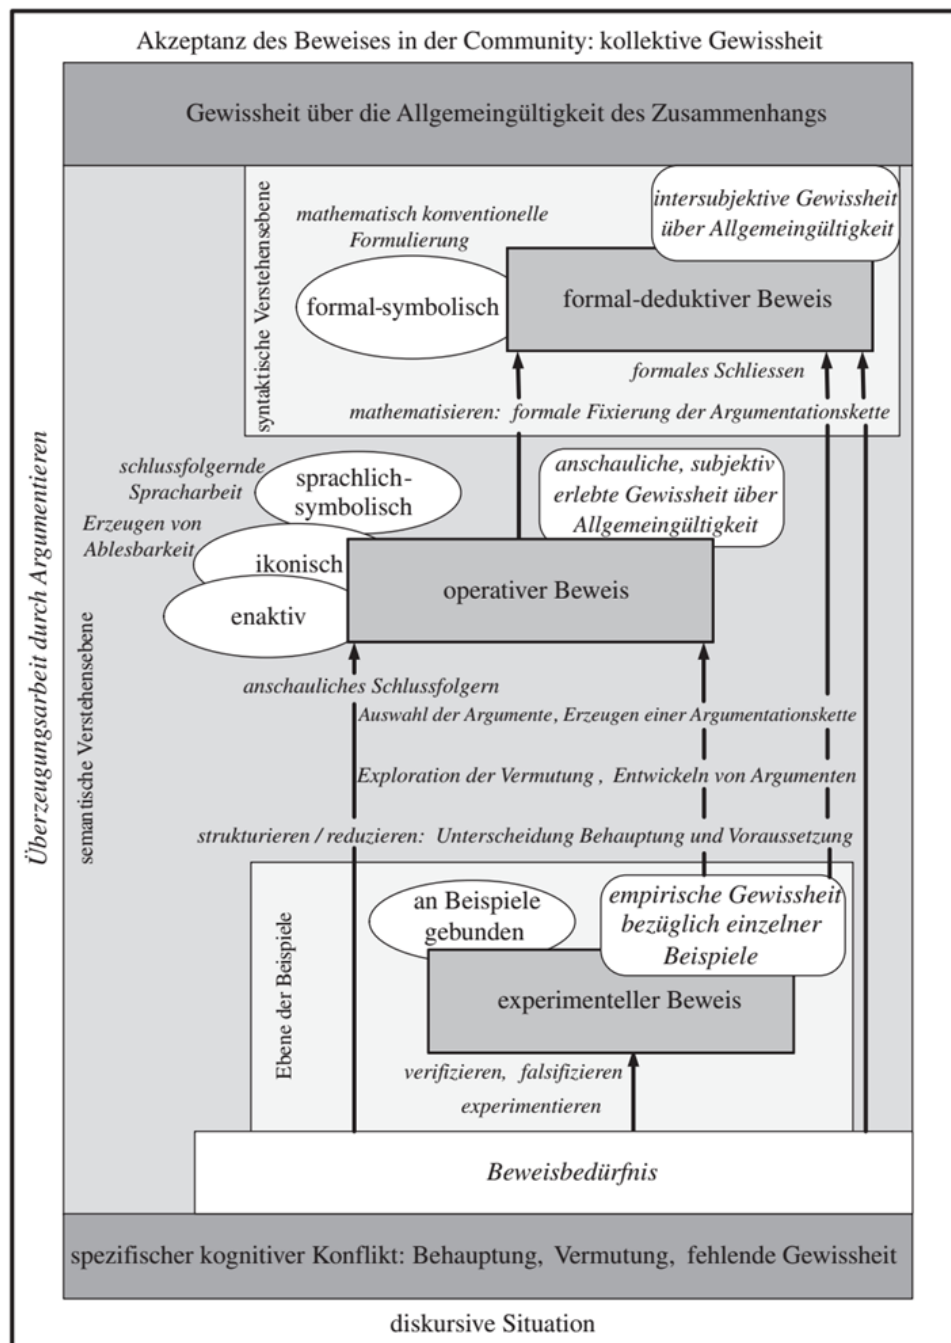 Akzeptanz des Beweises in der Community: kollektive Gewissheit
Gewissheit über die Allgemeingültigkeit des Zusammenhangs
intersubjektive Gewissheit
über Allgemeingültigkeit
mathematisch konventionelle
Formulierung
formal-symbolisch
formal-deduktiver Beweis
syntaktische Verstehensebene
formales Schliessen
mathematisieren: formale Fixierung der Argumentationskette
schlussfolgernde
Spracharbeit
sprachlich-
symbolisch
anschauliche, subjektiv
erlebte Gewissheit über
Allgemeingültigkeit
Erzeugen von
Ablesbarkeit
ikonisch
enaktiv
operativer Beweis
Überzeugungsarbeit durch Argumentieren
semantische Verstehensebene
anschauliches Schlussfolgern
Auswahl der Argumente, Erzeugen einer Argumentationskette
Exploration der Vermutung , Entwickeln von Argumenten
strukturieren / reduzieren: Unterscheidung Behauptung und Voraussetzung
an Beispiele
gebunden
empirische Gewissheit
bezüglich einzelner
Beispiele
Ebene der Beispiele
experimenteller Beweis
verifizieren, falsifizieren
experimentieren
Beweisbedürfnis
spezifischer kognitiver Konflikt: Behauptung, Vermutung, fehlende Gewissheit
diskursive Situation